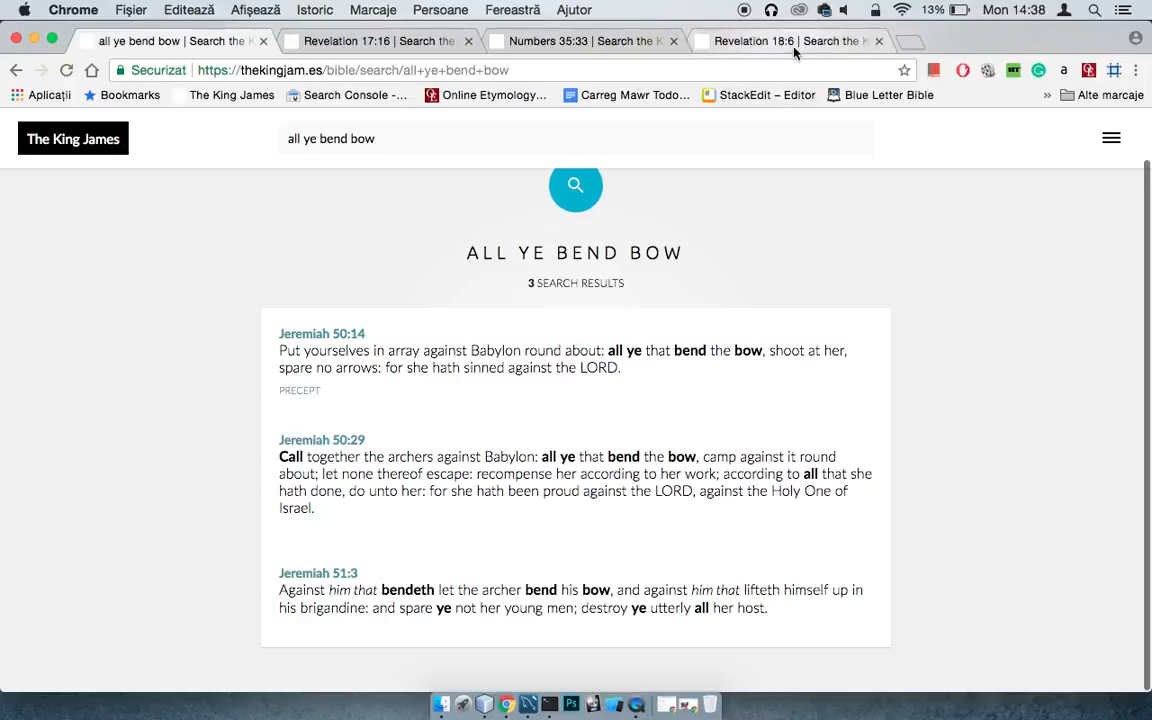 Chrome Fișier Editează Afișează Istoric Marcaje Persoane Fereastră Ajutor 13% Mon 14:38
all ye bend bow | Search the K Revelation 17:16 | Search the Numbers 35:33 | Search the K Revelation 18:6 | Search the K
Securizat https://thekingjam.es/bible/search/all+ye+bend+bow
Aplicații Bookmarks The King James Search Console -... Online Etymology... Carreg Mawr Todo... StackEdit – Editor Blue Letter Bible » Alte marcaje
The King James all ye bend bow
ALL YE BEND BOW
3 SEARCH RESULTS
Jeremiah 50:14
Put yourselves in array against Babylon round about: all ye that bend the bow, shoot at her,
spare no arrows: for she hath sinned against the LORD.
PRECEPT
Jeremiah 50:29
Call together the archers against Babylon: all ye that bend the bow, camp against it round
about; let none thereof escape: recompense her according to her work; according to all that she
hath done, do unto her: for she hath been proud against the LORD, against the Holy One of
Israel.
Jeremiah 51:3
Against him that bendeth let the archer bend his bow, and against him that lifteth himself up in
his brigandine: and spare ye not her young men; destroy ye utterly all her host.